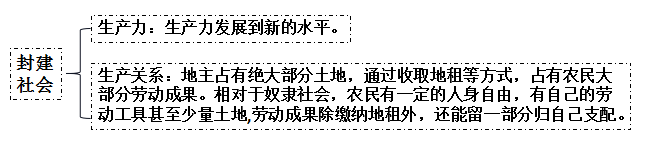 封建
社会
生产力：生产力发展到新的水平。
生产关系：地主占有绝大部分土地，通过收取地租等方式，占有农民大
部分劳动成果。相对于奴隶社会，农民有一定的人身自由，有自己的劳
动工具甚至少量土地,劳动成果除缴纳地租外，还能留一部分归自己支配。